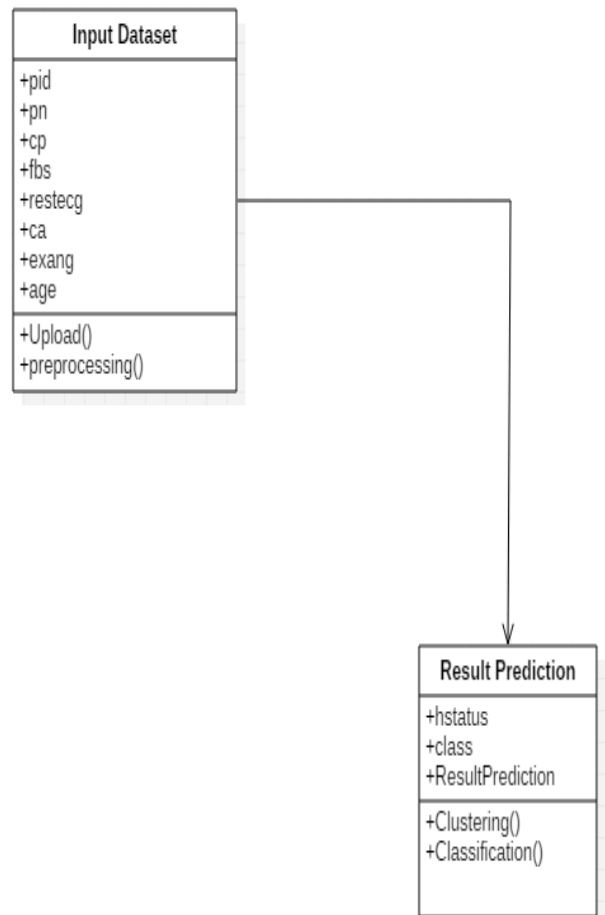 Input Dataset
+pid
+pn
+cp
+fbs
+restecg
+ca
+exang
+age
+Upload()
+preprocessing()
Result Prediction
+hstatus
+class
+ResultPrediction
+Clustering()
+Classification()